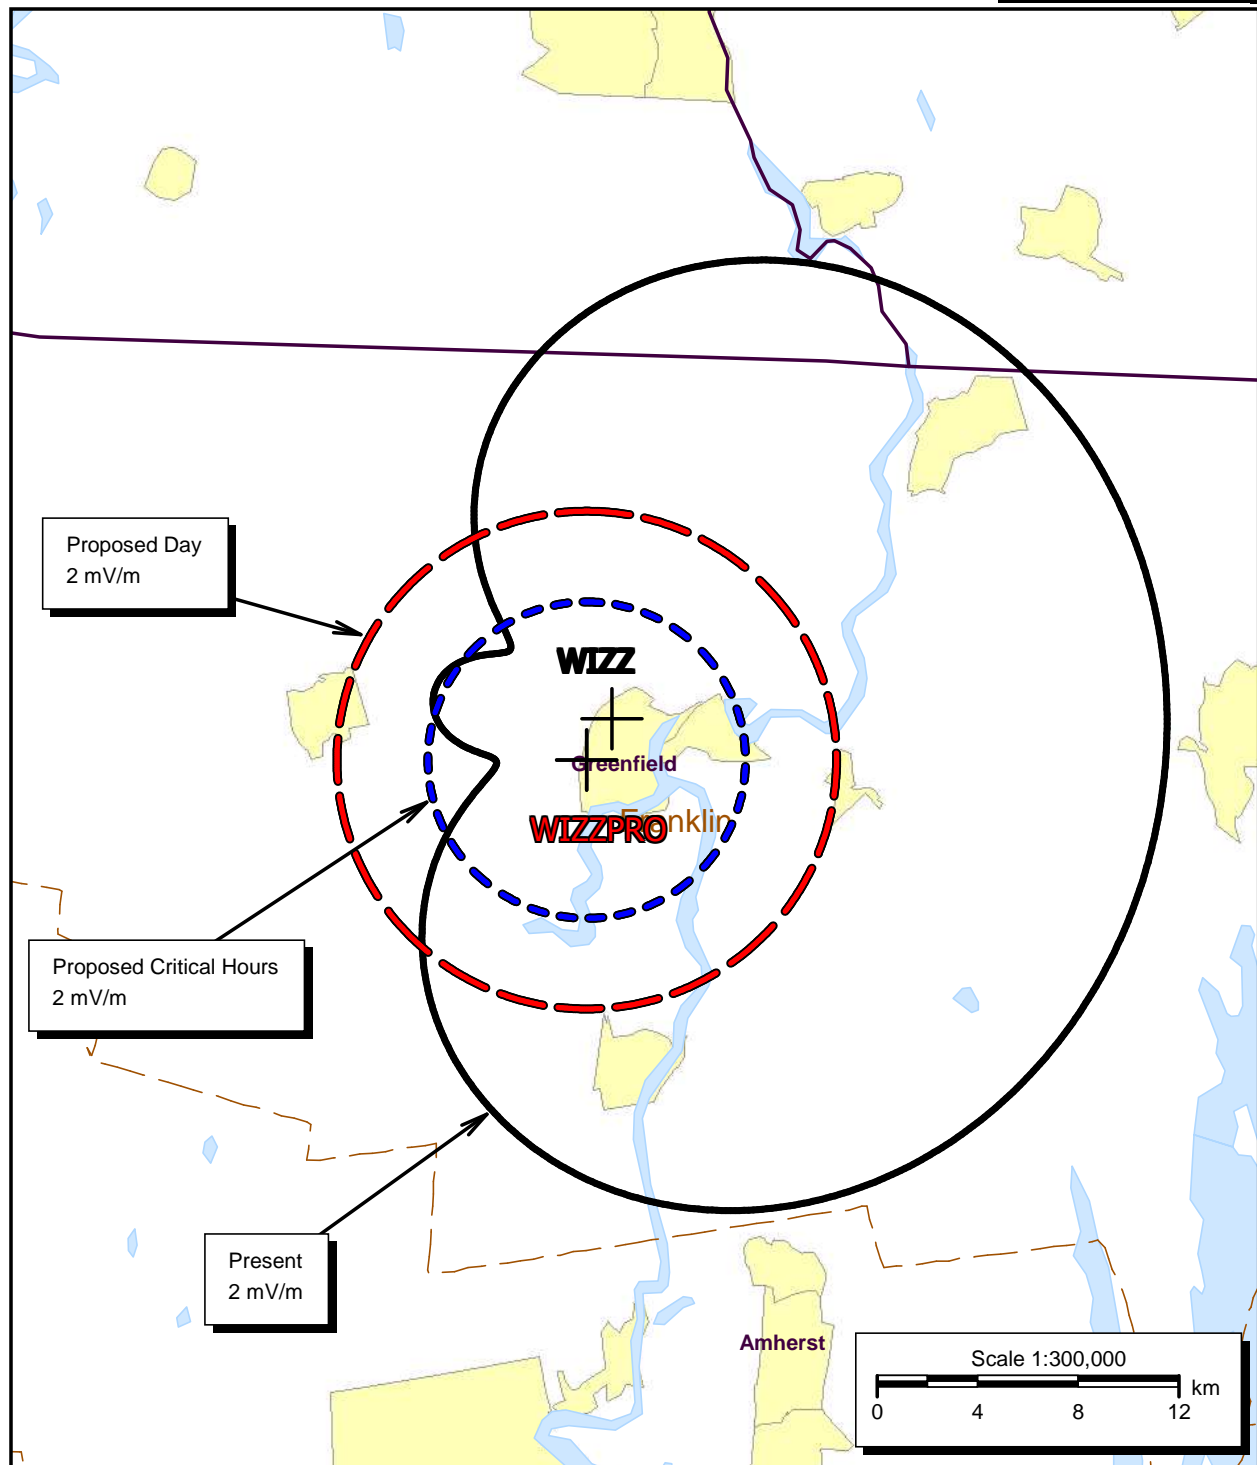 Proposed Day
2 mV/m
WIZZ
Greenfield
Franklin
WIZZPRO
Proposed Critical Hours
2 mV/m
Present
2 mV/m
Amherst
Scale 1:300,000
km
0 4 8 12